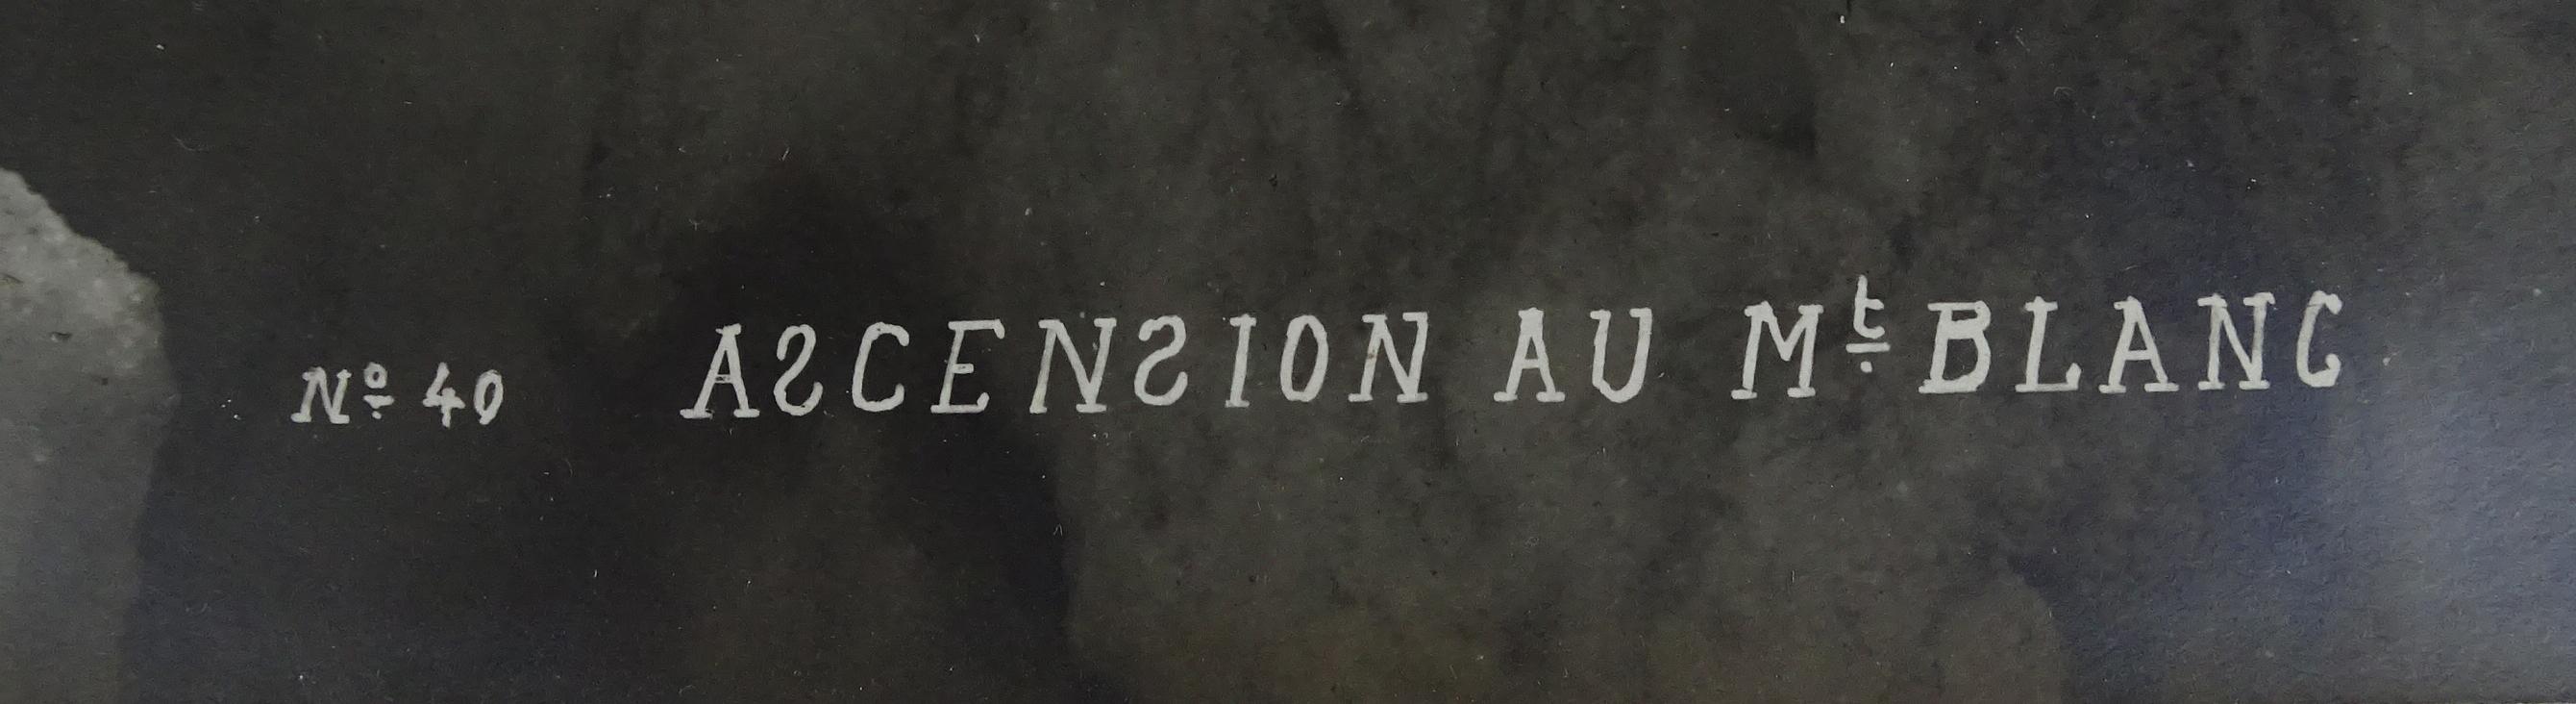 Nº 40 ASCENSION AU Mt BLANC